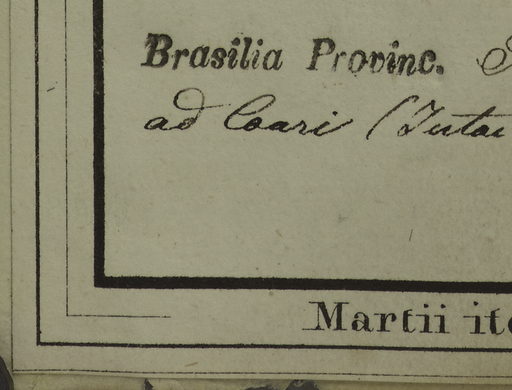 Brasilia Provinc.
ad Coari
Martii